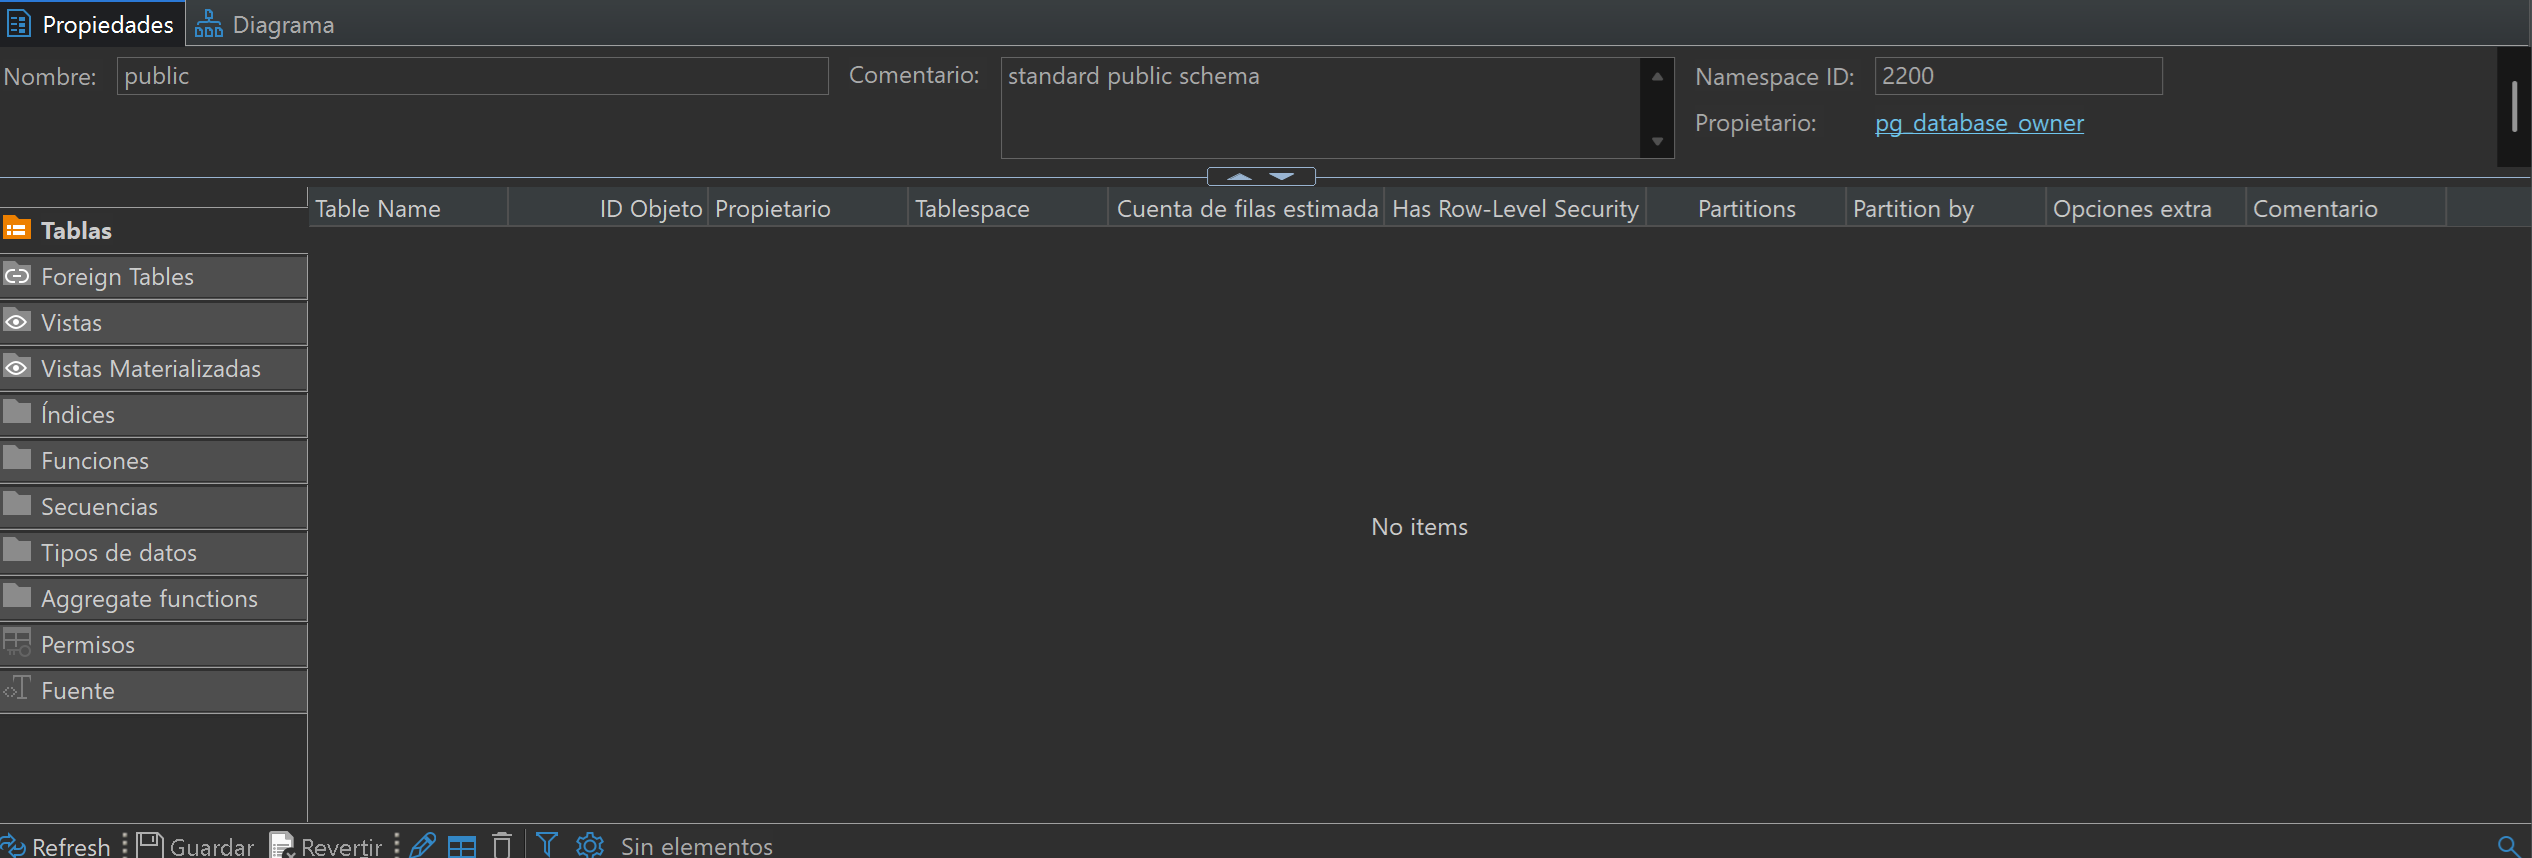 Propiedades Diagrama
Nombre: public Comentario: standard public schema Namespace ID: 2200
Propietario: pg_database_owner
Table Name ID Objeto Propietario Tablespace Cuenta de filas estimada Has Row-Level Security Partitions Partition by Opciones extra Comentario
Tablas
Foreign Tables
Vistas
Vistas Materializadas
Índices
Funciones
Secuencias
Tipos de datos
Aggregate functions
Permisos
Fuente
No items
Refresh Guardar Revertir Sin elementos